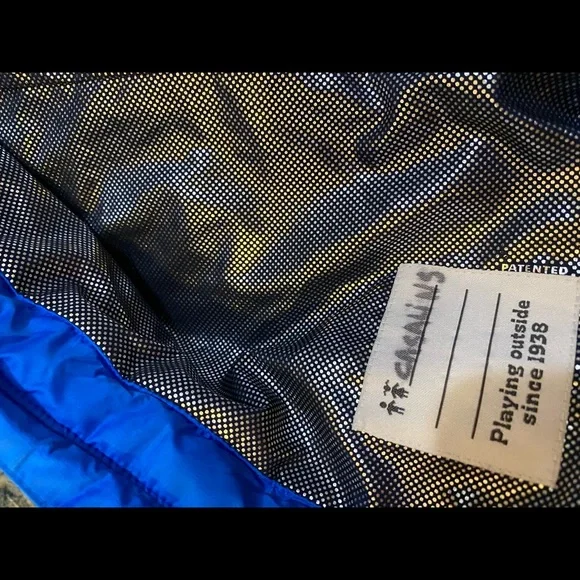 PATENTED
Playing outside
since 1938